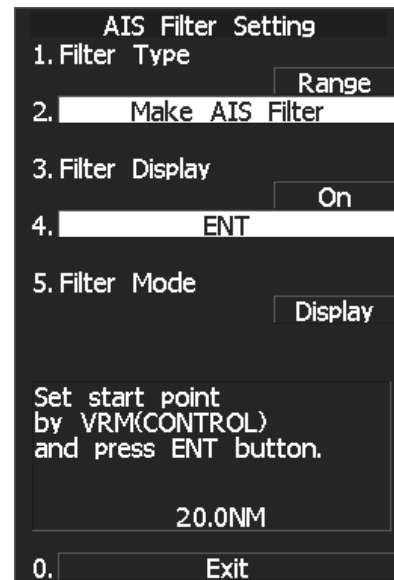 AIS Filter Setting
1. Filter Type
Range
2. Make AIS Filter
3. Filter Display
On
4. ENT
5. Filter Mode
Display
Set start point
by VRM(CONTROL)
and press ENT button.
20.0NM
0. Exit